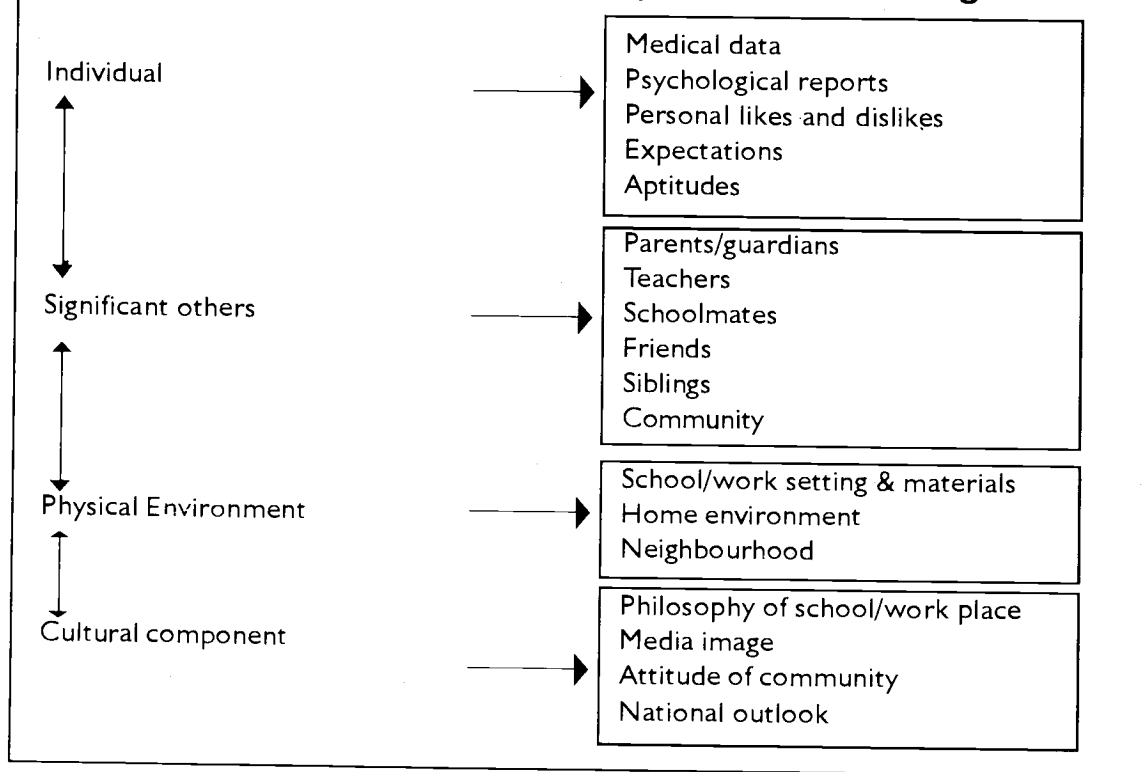 Individual
Medical data
Psychological reports
Personal likes and dislikes
Expectations
Aptitudes
Significant others
Parents/guardians
Teachers
Schoolmates
Friends
Siblings
Community
Physical Environment
School/work setting & materials
Home environment
Neighbourhood
Cultural component
Philosophy of school/work place
Media image
Attitude of community
National outlook